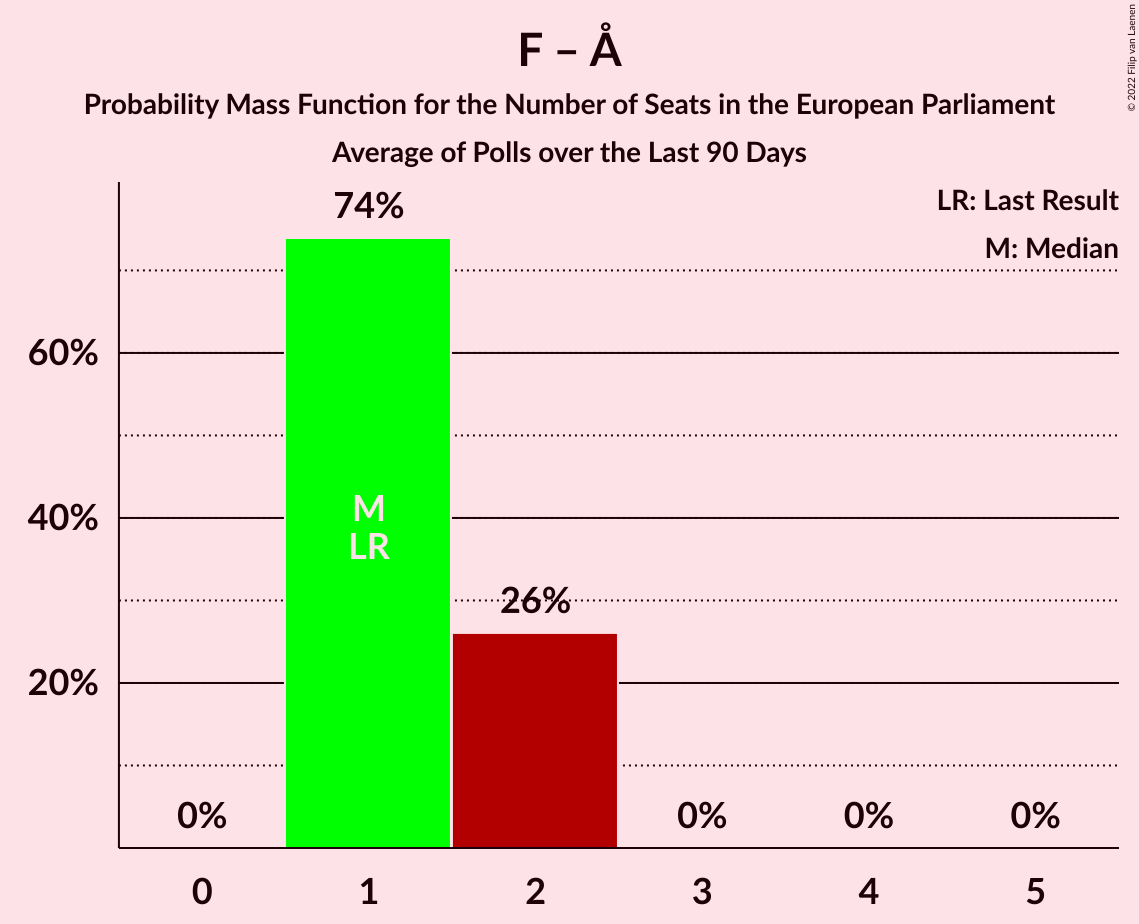 F – Å
Probability Mass Function for the Number of Seats in the European Parliament
Average of Polls over the Last 90 Days
© 2022 Filip van Laenen
LR: Last Result
M: Median
74%
60%
40%
20%
M
LR
26%
0%
0%
0%
0%
0
1
2
3
4
5